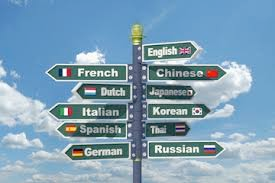 English
French
Chinese
Dutch
Japanese
Italian
Korean
Spanish
Thai
German
Russian